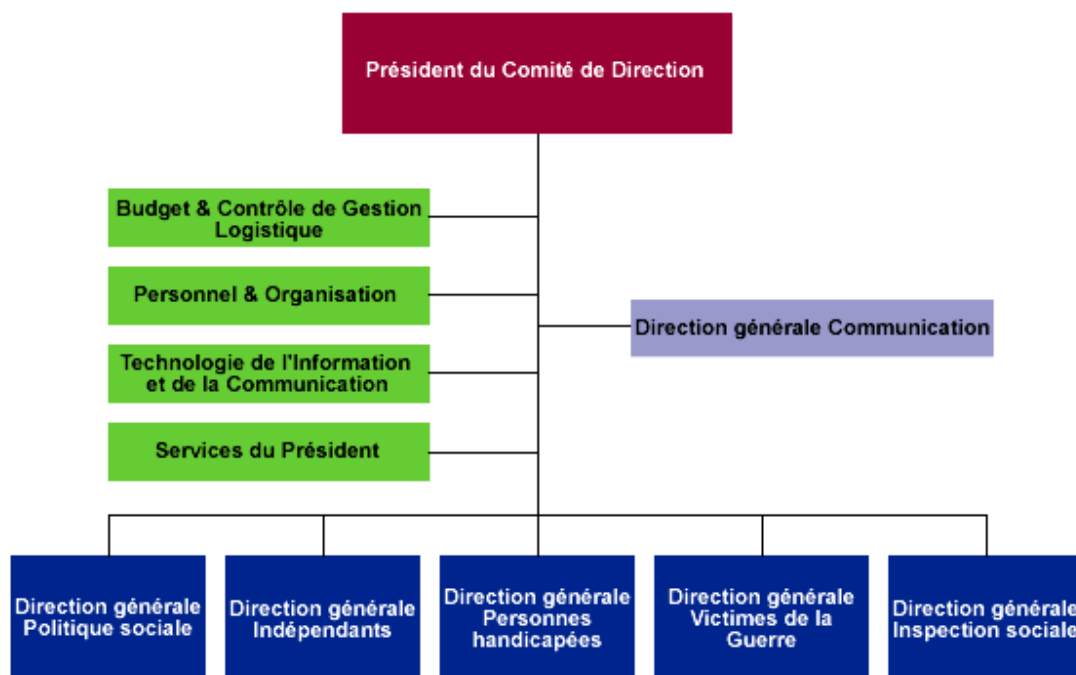 Président du Comité de Direction
Budget & Contrôle de Gestion
Logistique
Personnel & Organisation
Direction générale Communication
Technologie de l'Information
et de la Communication
Services du Président
Direction générale
Politique sociale
Direction générale
Indépendants
Direction générale
Personnes
handicapées
Direction générale
Victimes de la
Guerre
Direction générale
Inspection sociale